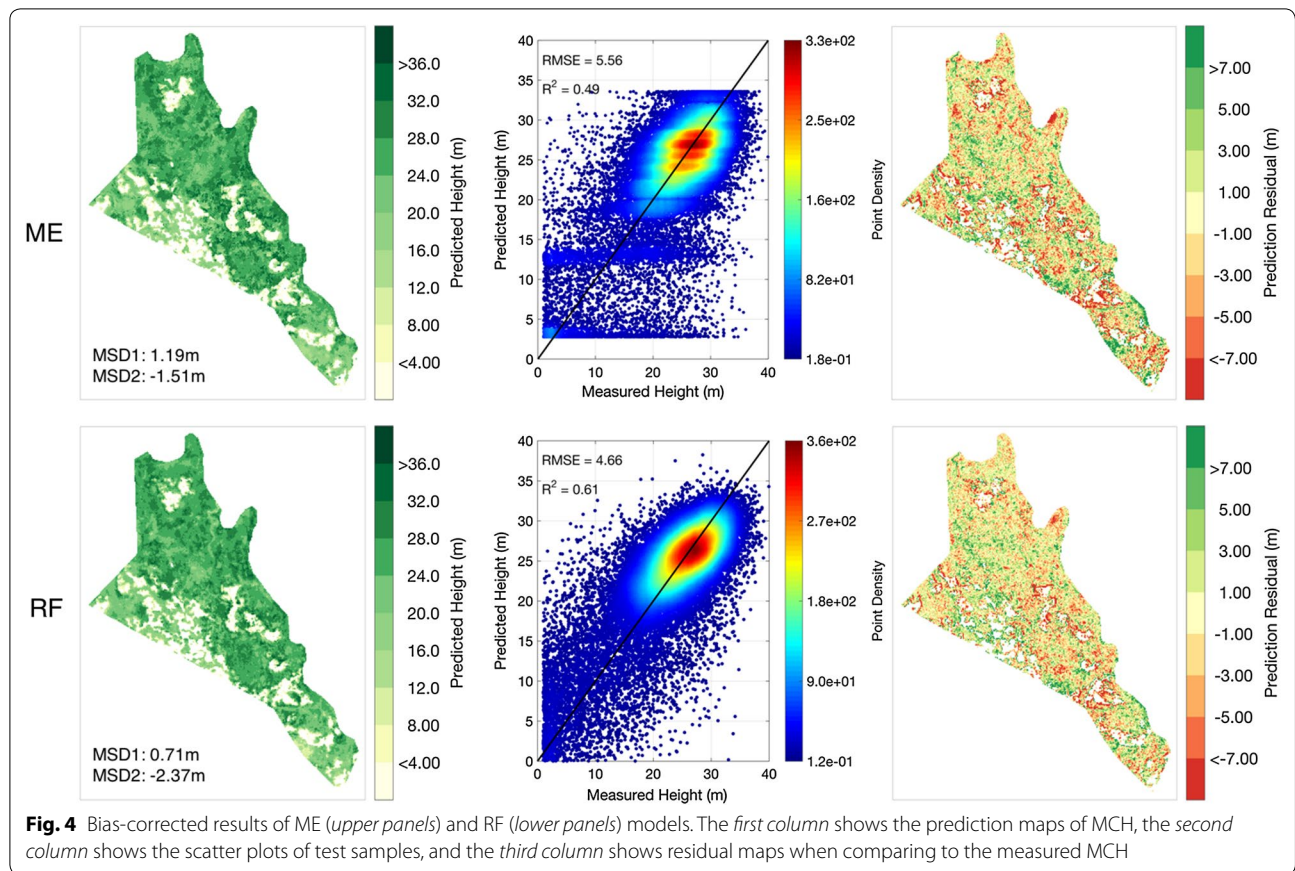 ME
>36.0
32.0
28.0
24.0
20.0
16.0
12.0
8.00
<4.00
Predicted Height (m)
MSD1: 1.19m
MSD2: -1.51m
RMSE = 5.56
R² = 0.49
40
35
30
25
20
15
10
5
0
Predicted Height (m)
0 10 20 30 40
Measured Height (m)
3.3e+02
2.5e+02
1.6e+02
8.2e+01
1.8e-01
Point Density
>7.00
5.00
3.00
1.00
-1.00
-3.00
-5.00
<-7.00
Prediction Residual (m)
RF
>36.0
32.0
28.0
24.0
20.0
16.0
12.0
8.00
<4.00
Predicted Height (m)
MSD1: 0.71m
MSD2: -2.37m
RMSE = 4.66
R² = 0.61
40
35
30
25
20
15
10
5
0
Predicted Height (m)
0 10 20 30 40
Measured Height (m)
3.6e+02
2.7e+02
1.8e+02
9.0e+01
1.2e-01
Point Density
>7.00
5.00
3.00
1.00
-1.00
-3.00
-5.00
<-7.00
Prediction Residual (m)
Fig. 4 Bias-corrected results of ME (upper panels) and RF (lower panels) models. The first column shows the prediction maps of MCH, the second
column shows the scatter plots of test samples, and the third column shows residual maps when comparing to the measured MCH